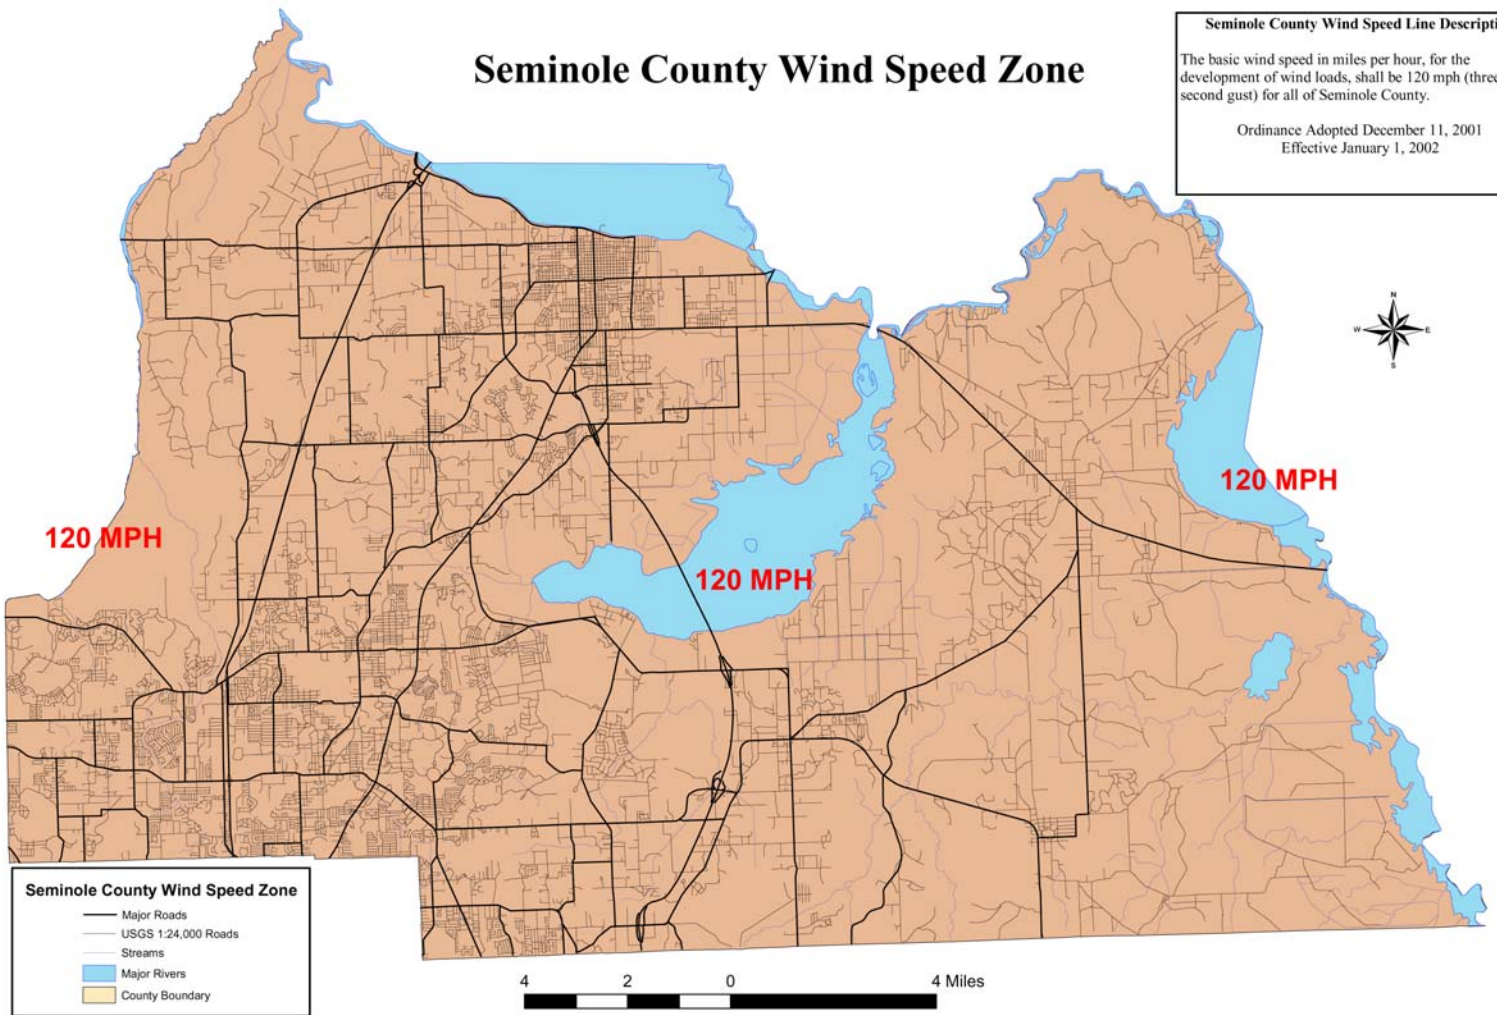 Seminole County Wind Speed Zone
Seminole County Wind Speed Line Descripti
The basic wind speed in miles per hour, for the
development of wind loads, shall be 120 mph (three
second gust) for all of Seminole County.
Ordinance Adopted December 11, 2001
Effective January 1, 2002
N
W E
S
120 MPH
120 MPH
120 MPH
Seminole County Wind Speed Zone
Major Roads
USGS 1:24,000 Roads
Streams
Major Rivers
County Boundary
4 2 0 4 Miles